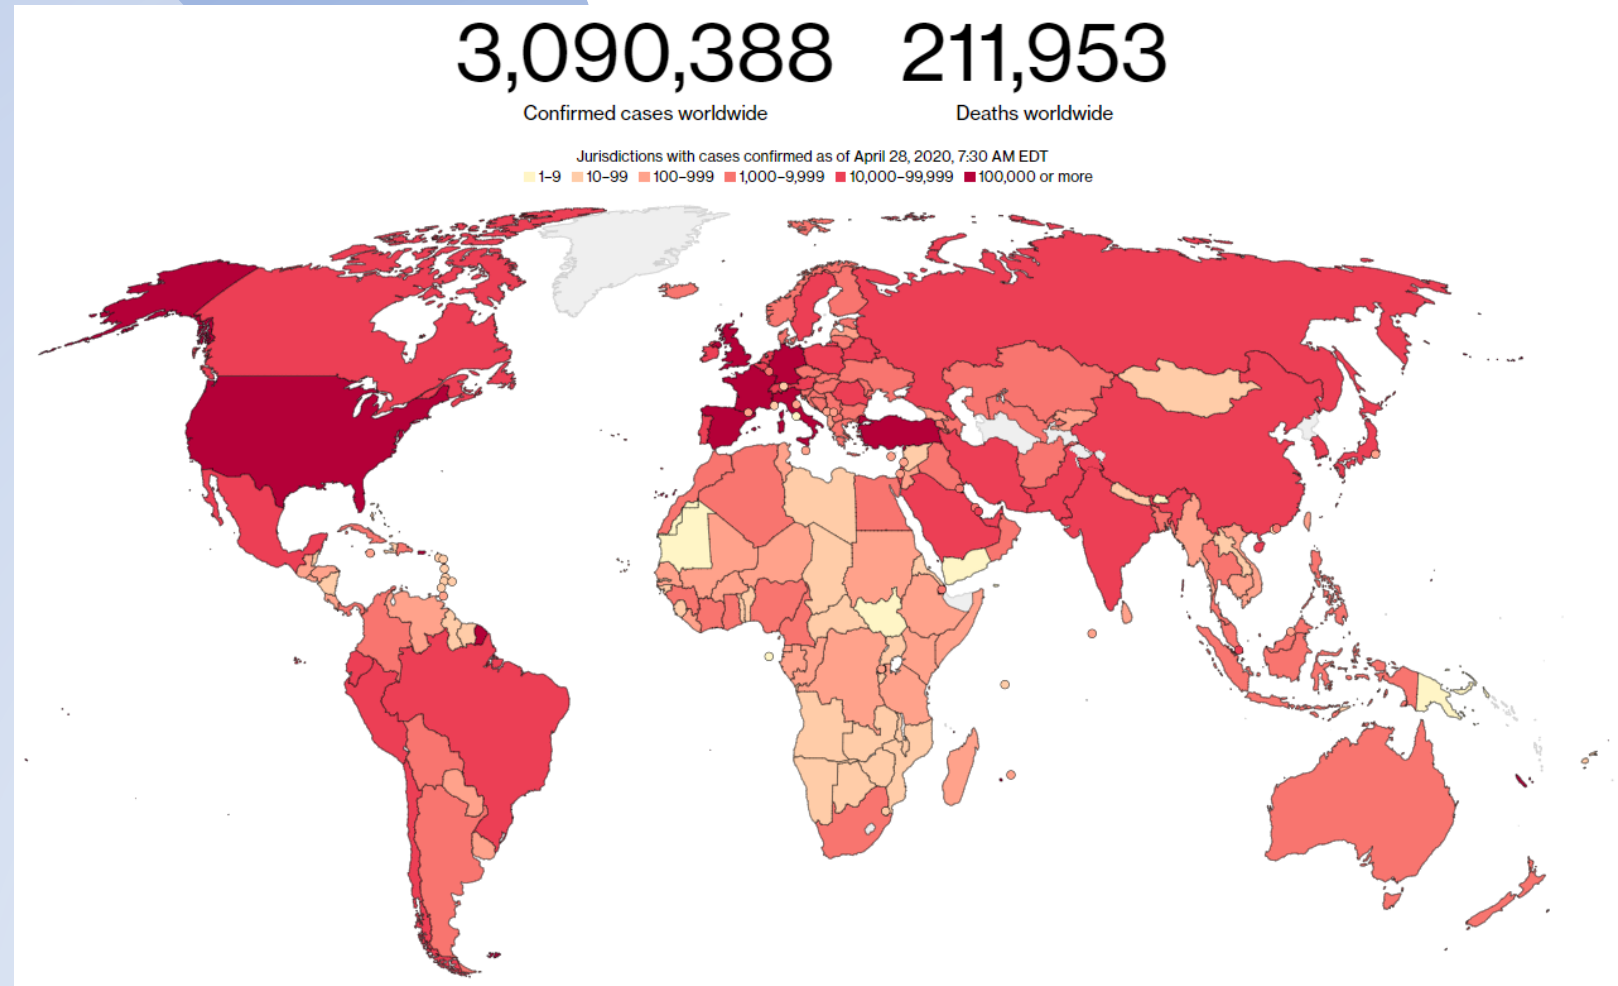 3,090,388 211,953
Confirmed cases worldwide Deaths worldwide
Jurisdictions with cases confirmed as of April 28, 2020, 7:30 AM EDT
1–9 10–99 100–999 1,000–9,999 10,000–99,999 100,000 or more